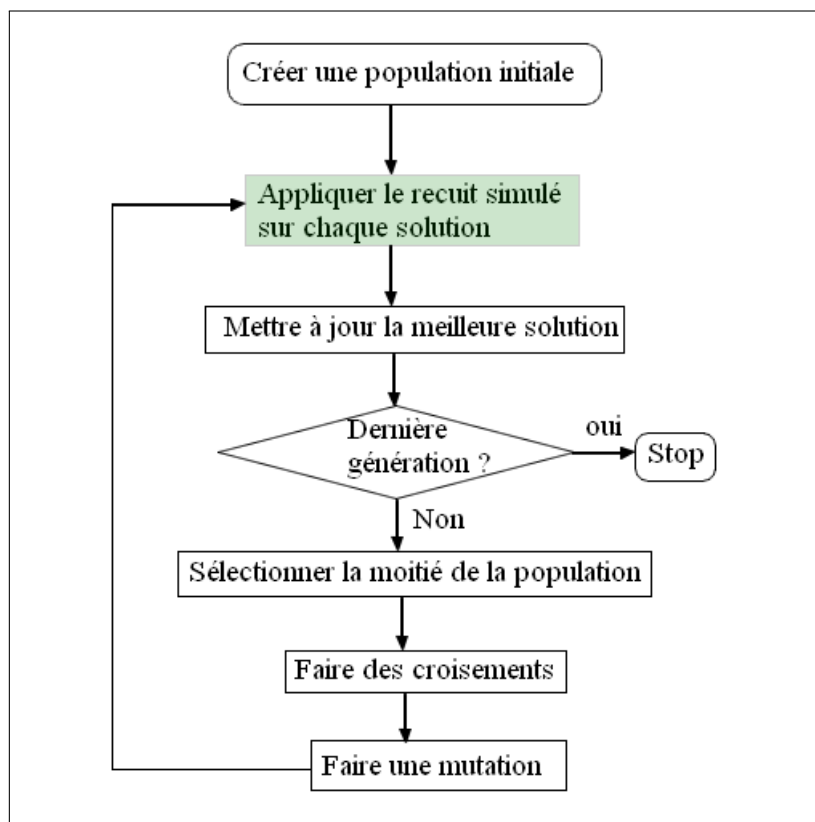 Créer une population initiale
Appliquer le recuit simulé
sur chaque solution
Mettre à jour la meilleure solution
Dernière
génération ?
oui
Stop
Non
Sélectionner la moitié de la population
Faire des croisements
Faire une mutation